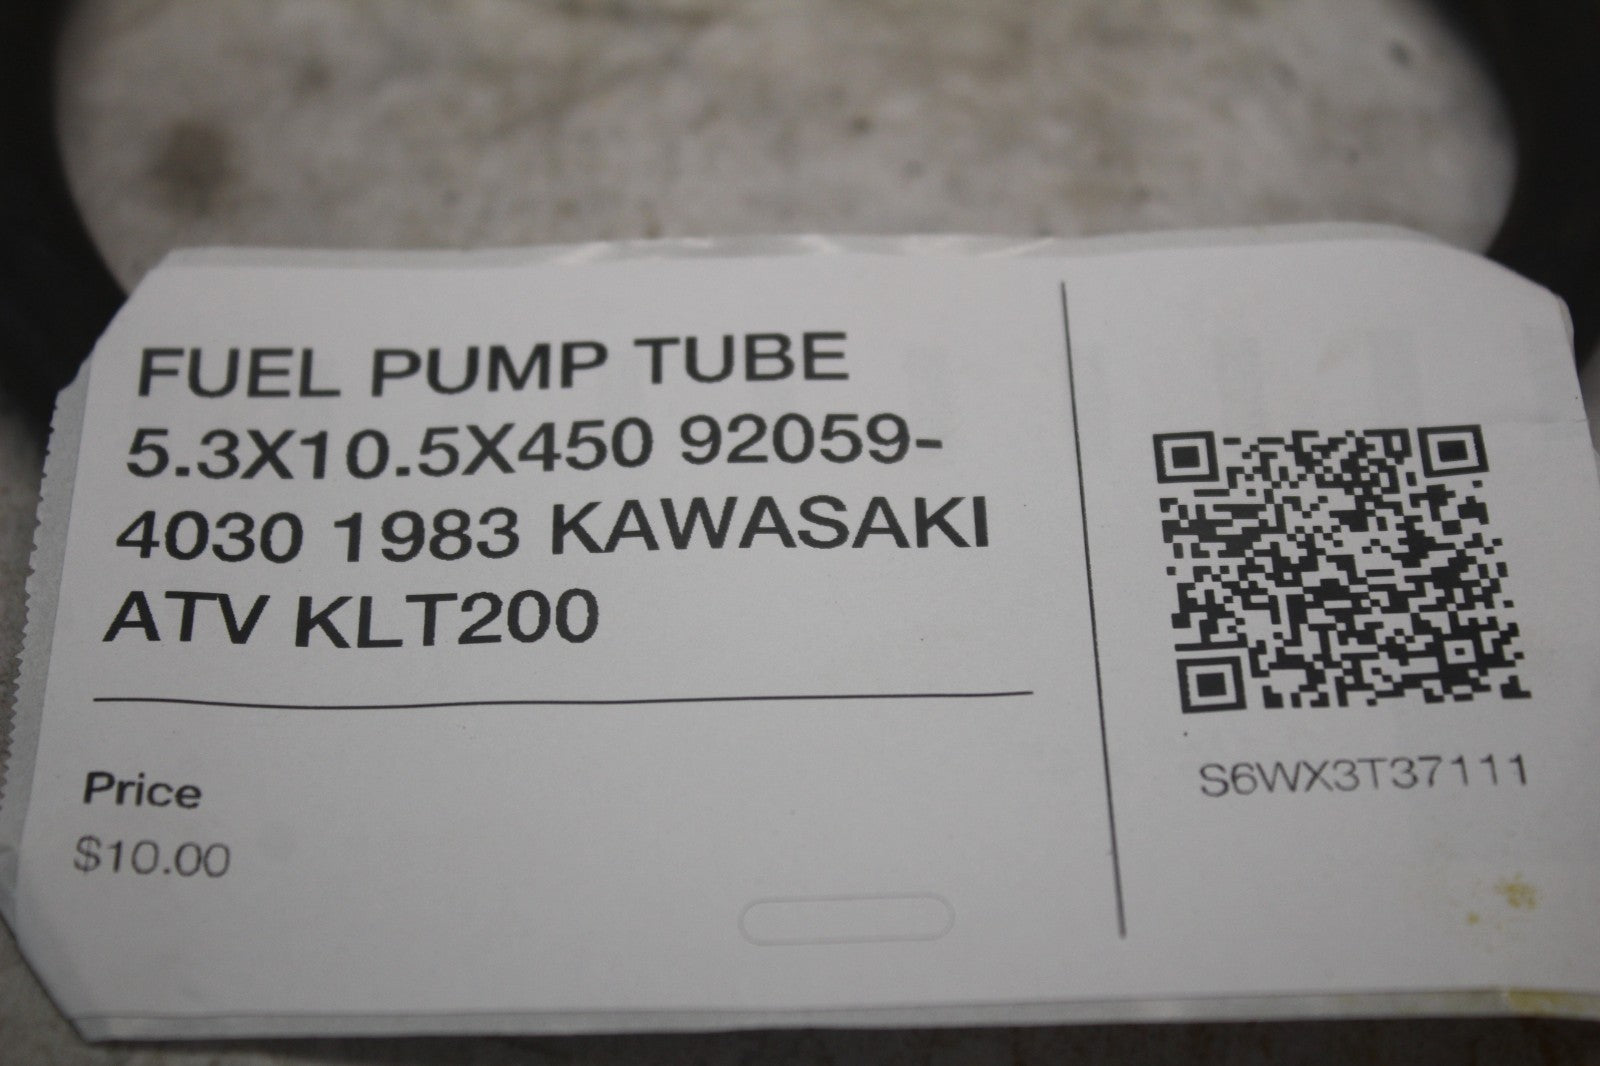 FUEL PUMP TUBE
5.3X10.5X450 92059-
4030 1983 KAWASAKI
ATV KLT200
Price
$10.00
S6WX3T37111